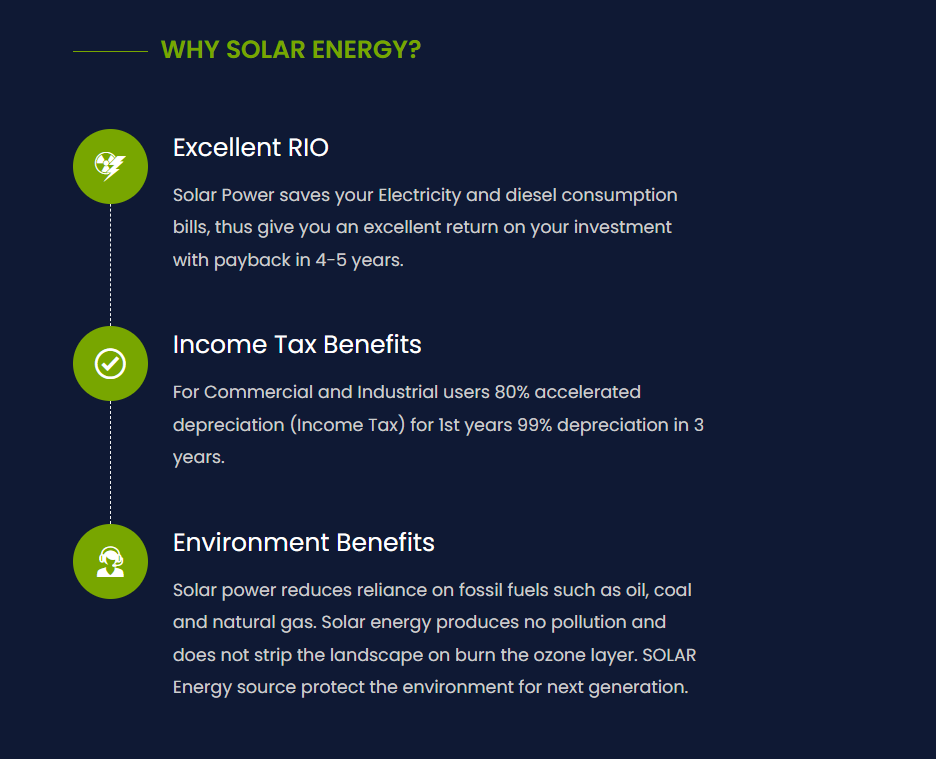 WHY SOLAR ENERGY?
Excellent RIO
Solar Power saves your Electricity and diesel consumption
bills, thus give you an excellent return on your investment
with payback in 4-5 years.
Income Tax Benefits
For Commercial and Industrial users 80% accelerated
depreciation (Income Tax) for 1st years 99% depreciation in 3
years.
Environment Benefits
Solar power reduces reliance on fossil fuels such as oil, coal
and natural gas. Solar energy produces no pollution and
does not strip the landscape on burn the ozone layer. SOLAR
Energy source protect the environment for next generation.